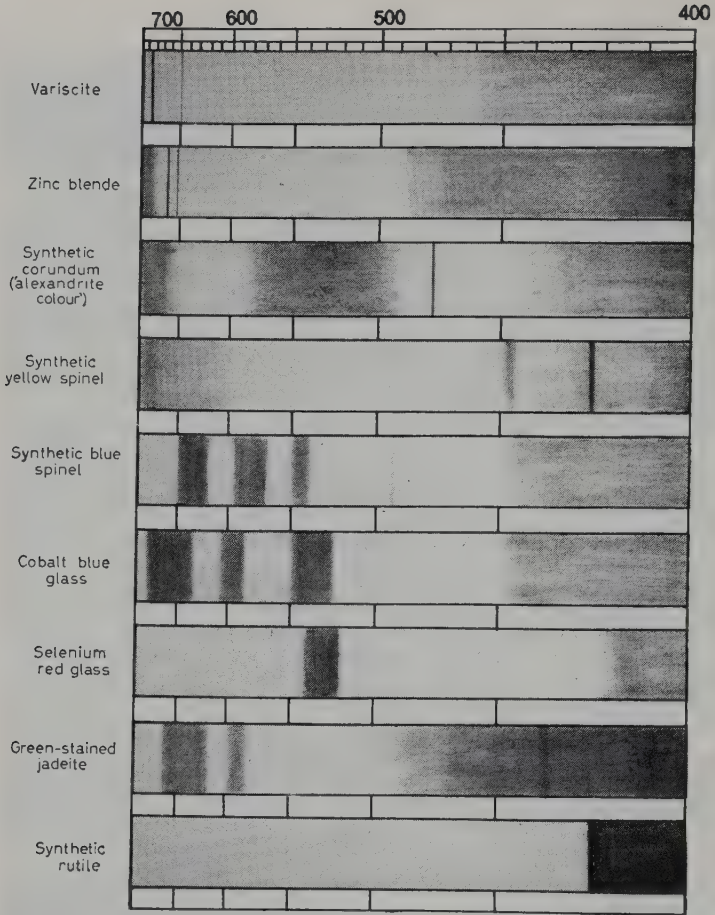 700 600 500 400
Variscite
Zinc blende
Synthetic
corundum
('alexandrite
colour')
Synthetic
yellow spinel
Synthetic blue
spinel
Cobalt blue
glass
Selenium
red glass
Green-stained
jadeite
Synthetic
rutile